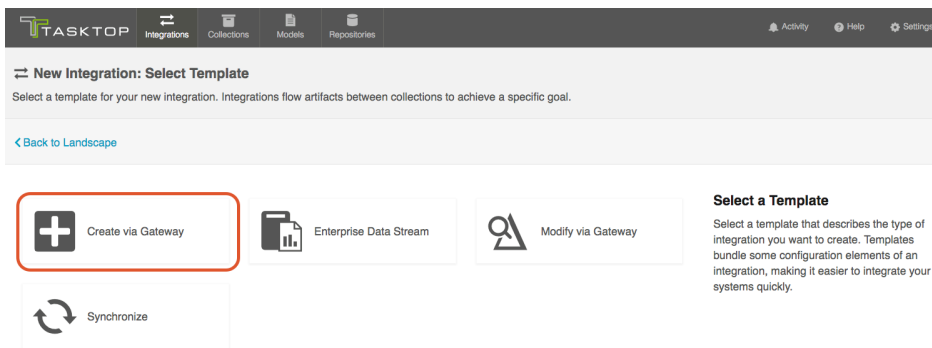 TASKTOP
Integrations
Collections
Models
Repositories
Activity
Help
Settings
New Integration: Select Template
Select a template for your new integration. Integrations flow artifacts between collections to achieve a specific goal.
Back to Landscape
Create via Gateway
Enterprise Data Stream
Modify via Gateway
Synchronize
Select a Template
Select a template that describes the type of
integration you want to create. Templates
bundle some configuration elements of an
integration, making it easier to integrate your
systems quickly.